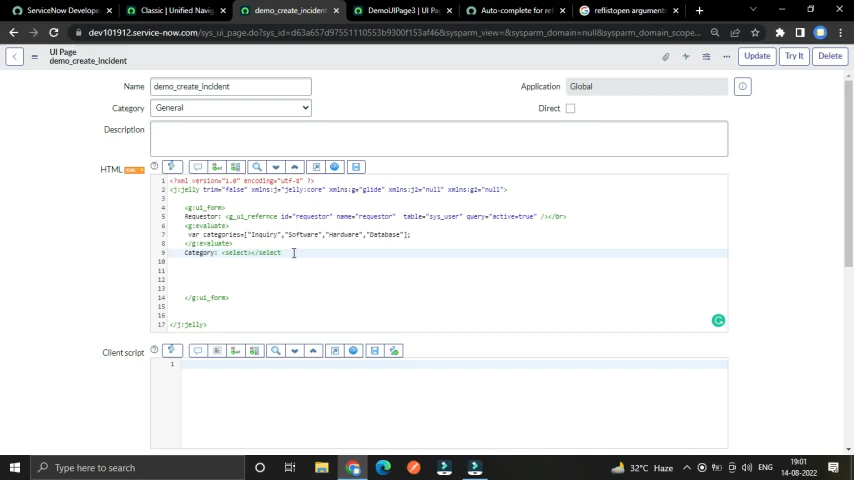 ServiceNow Develope
Classic | Unified Navig
demo_create_incident
DemoUIPage3 | UI Pag
Auto-complete for ref
reflistopen argument
dev101912.service-now.com/sys_ui_page.do?sys_id=d63a657d97551110553b9300f153af46&sysparm_view=&sysparm_domain=null&sysparm_domain_scope...
UI Page
demo_create_incident
Update
Try It
Delete
Name
demo_create_incident
Application
Global
Category
General
Direct
Description
HTML
1 <?xml version="1.0" encoding="utf-8" ?>
2 <j:jelly trim="false" xmlns:j="jelly:core" xmlns:g="glide" xmlns:j2="null" xmlns:g2="null">
3
4 <g:ui_form>
5 Requestor: <g_ui_refernce id="requestor" name="requestor" table="sys_user" query="active=true" /></br>
6 <g:evaluate>
7 var categories=["Inquiry","Software","Hardware","Database"];
8 </g:evaluate>
9 Category: <select></select
10
11
12
13
14 </g:ui_form>
15
16
17 </j:jelly>
Client script
1
Type here to search
32°C Haze
ENG
19:01
14-08-2022